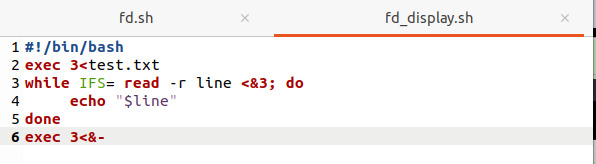 fd.sh × fd_display.sh ×
1 #!/bin/bash
2 exec 3<test.txt
3 while IFS= read -r line <&3; do
4      echo "$line"
5 done
6 exec 3<&-